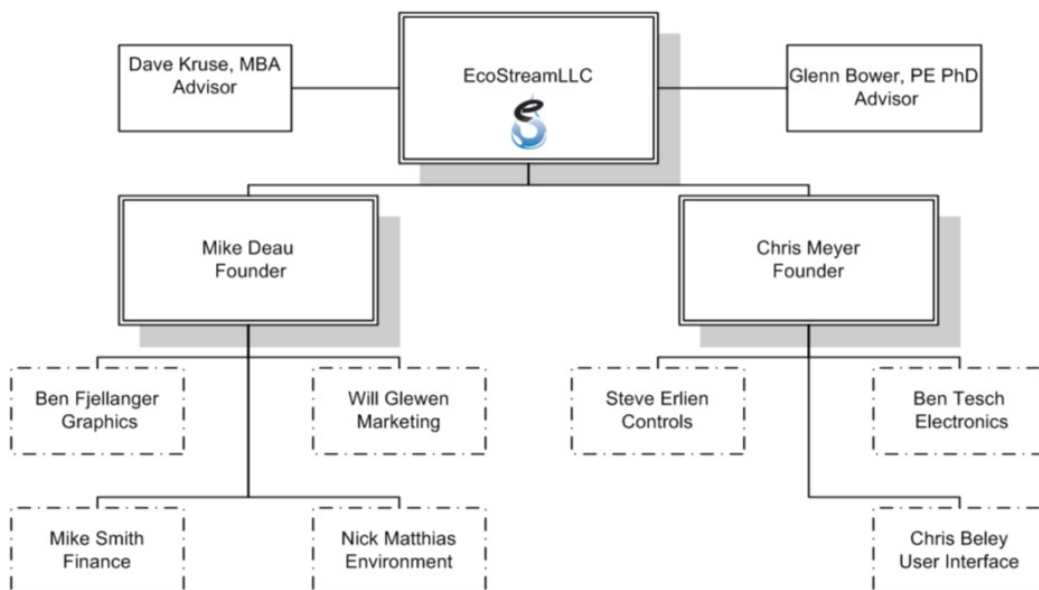 Dave Kruse, MBA
Advisor
EcoStreamLLC
Glenn Bower, PE PhD
Advisor
Mike Deau
Founder
Chris Meyer
Founder
Ben Fjellanger
Graphics
Will Glewen
Marketing
Steve Erlien
Controls
Ben Tesch
Electronics
Mike Smith
Finance
Nick Matthias
Environment
Chris Beley
User Interface